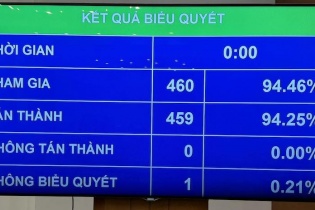 KẾT QUẢ BIỂU QUYẾT
HỜI GIAN 0:00
HAM GIA 460 94.46%
ÁN THÀNH 459 94.25%
HÔNG TÁN THÀNH 0 0.00%
HÔNG BIỂU QUYẾT 1 0.21%